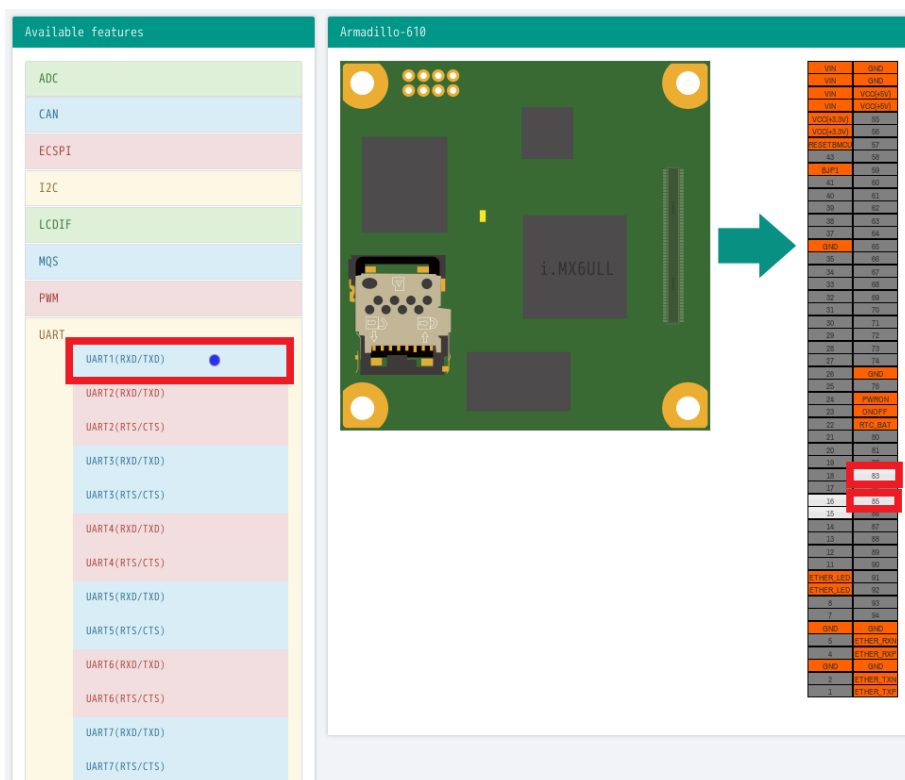 Available features
ADC
CAN
ECSPI
I2C
LCDIF
MQS
PWM
UART
UART1(RXD/TXD)
UART2(RXD/TXD)
UART2(RTS/CTS)
UART3(RXD/TXD)
UART3(RTS/CTS)
UART4(RXD/TXD)
UART4(RTS/CTS)
UART5(RXD/TXD)
UART5(RTS/CTS)
UART6(RXD/TXD)
UART6(RTS/CTS)
UART7(RXD/TXD)
UART7(RTS/CTS)
Armadillo-610
i.MX6ULL
VIN GND
VIN GND
VIN VCC(+5V)
VIN VCC(+5V)
VCC(+3.3V) 55
VCC(+3.3V) 56
RESETBMCU 57
43 58
BJP1 59
41 60
40 61
39 62
38 63
37 64
GND 65
35 66
34 67
33 68
32 69
31 70
30 71
29 72
28 73
27 74
26 GND
25 76
24 PWRON
23 ONOFF
22 RTC_BAT
21 80
20 81
19
18 83
17
16 85
15
14 87
13 88
12 89
11 90
ETHER_LED 91
ETHER_LED 92
8 93
7 94
GND GND
5 ETHER_RXN
4 ETHER_RXP
GND GND
2 ETHER_TXN
1 ETHER_TXP